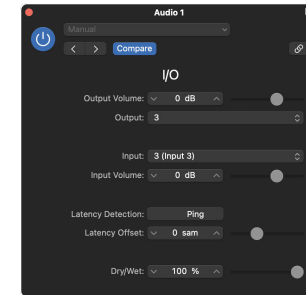 Audio 1
Manual
Compare
I/O
Output Volume: 0 dB
Output: 3
Input: 3 (Input 3)
Input Volume: 0 dB
Latency Detection: Ping
Latency Offset: 0 sam
Dry/Wet: 100 %